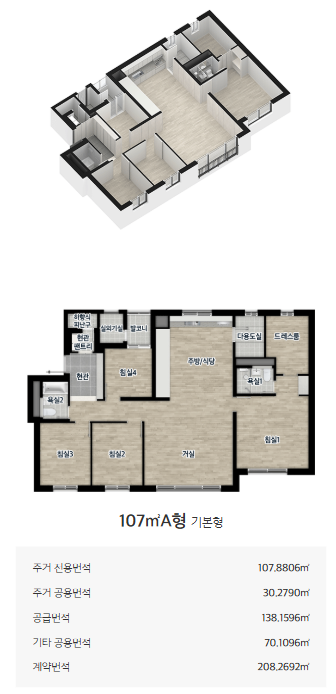 하향식
피난구
실외기실
발코니
현관
팬트리
주방/식당
다용도실
드레스룸
현관
침실4
욕실1
욕실2
침실3
침실2
거실
침실1
107㎡A형 기본형
주거 전용면적 107.8806㎡
주거 공용면적 30.2790㎡
공급면적 138.1596㎡
기타 공용면적 70.1096㎡
계약면적 208.2692㎡